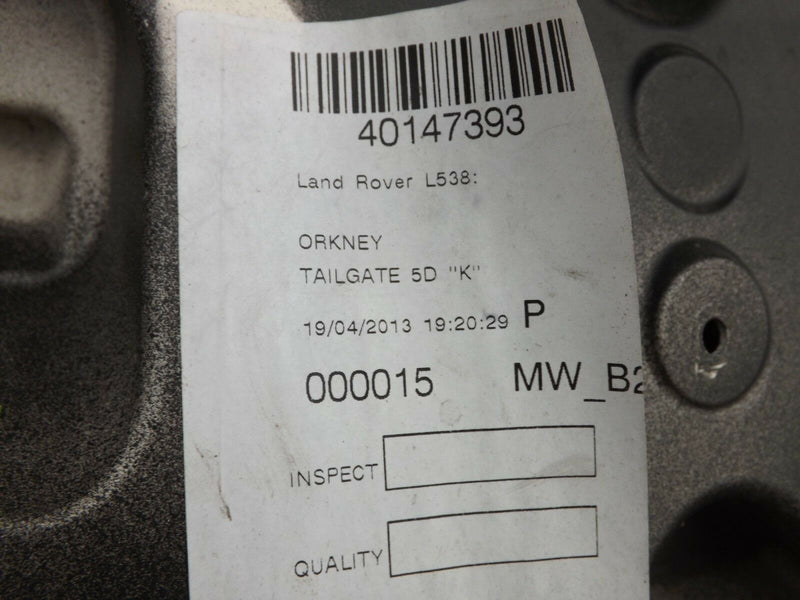 40147393
Land Rover L538:
ORKNEY
TAILGATE 5D "K"
19/04/2013 19:20:29 P
000015 MW_B2
INSPECT
QUALITY